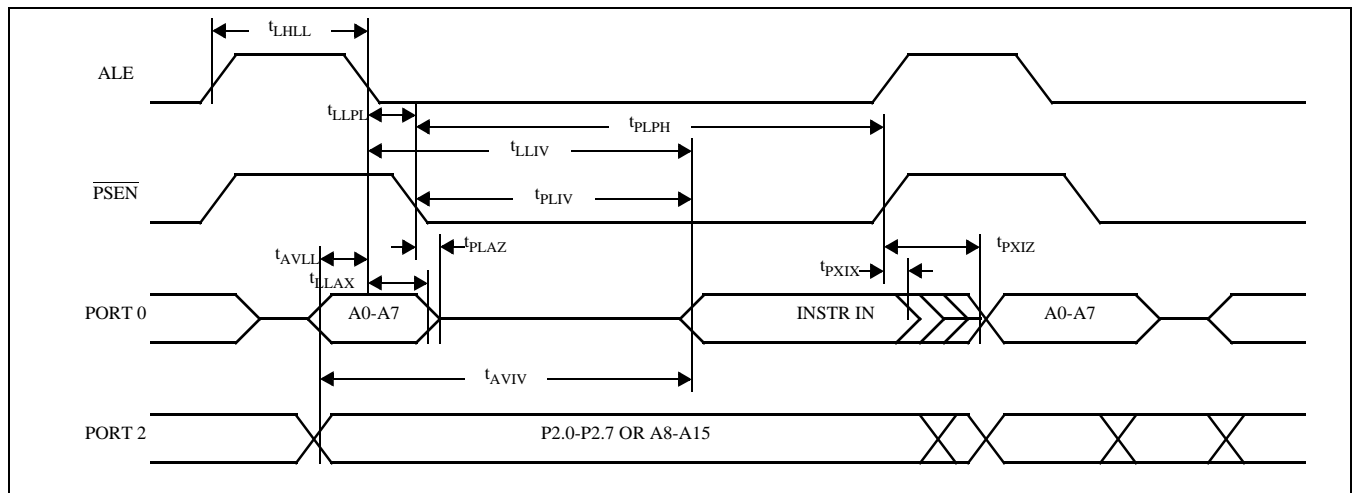 tLHLL
ALE
tLLPL
tPLPH
tLLIV
PSEN
tPLIV
tPLAZ
tAVLL
tPXIZ
tLLAX
tPXIX
PORT 0
A0-A7
INSTR IN
A0-A7
tAVIV
PORT 2
P2.0-P2.7 OR A8-A15